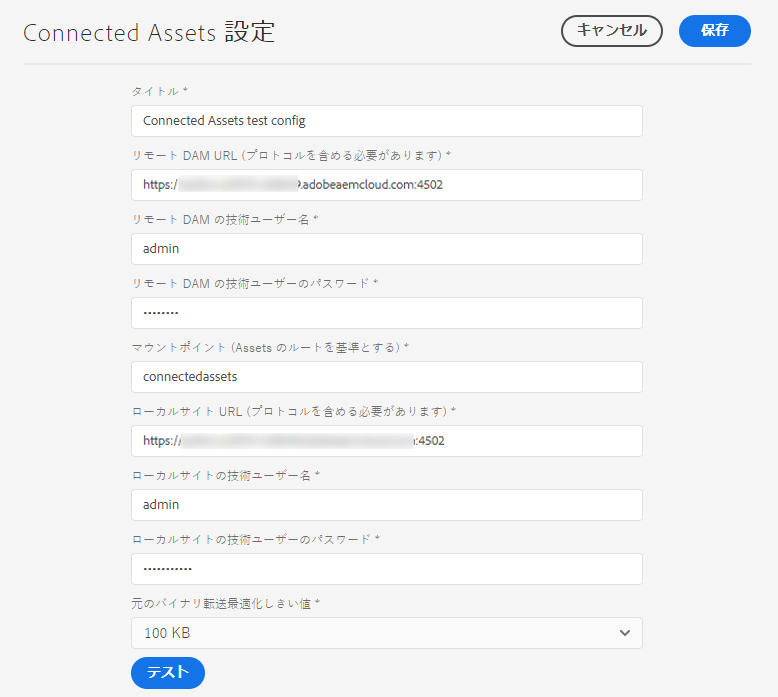 Connected Assets 設定
キャンセル
保存
タイトル *
Connected Assets test config
リモート DAM URL (プロトコルを含める必要があります) *
https:/ .adobeaemcloud.com:4502
リモート DAM の技術ユーザー名 *
admin
リモート DAM の技術ユーザーのパスワード *
••••••••
マウントポイント (Assets のルートを基準とする) *
connectedassets
ローカルサイト URL (プロトコルを含める必要があります) *
https:/ :4502
ローカルサイトの技術ユーザー名 *
admin
ローカルサイトの技術ユーザーのパスワード *
•••••••••••
元のバイナリ転送最適化しきい値 *
100 KB
テスト